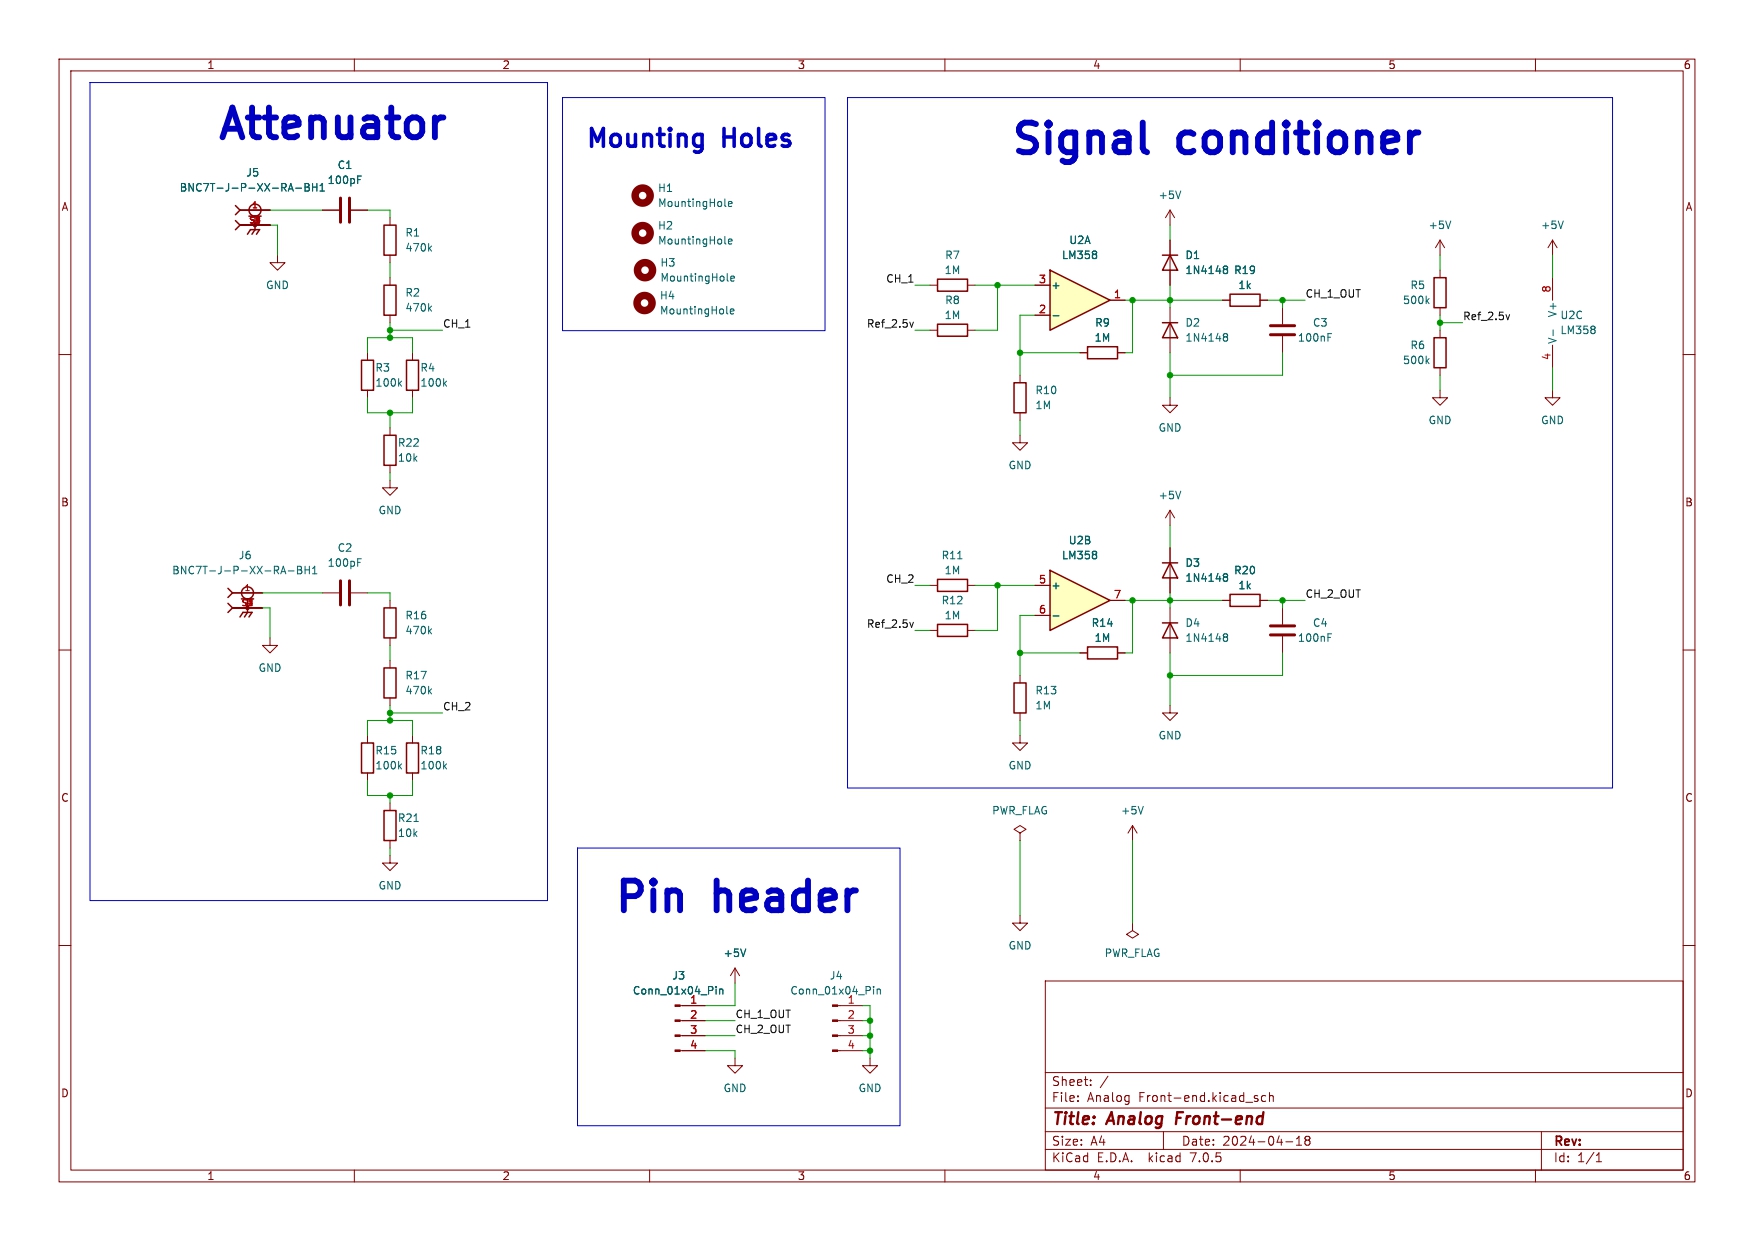 1 2 3 4 5 6
A
B
C
D
Attenuator
J5
BNC7T-J-P-XX-RA-BH1
1
C1
100pF
GND
R1
470k
R2
470k
CH_1
R3
100k
R4
100k
R22
10k
GND
J6
BNC7T-J-P-XX-RA-BH1
1
C2
100pF
GND
R16
470k
R17
470k
CH_2
R15
100k
R18
100k
R21
10k
GND
Mounting Holes
H1
MountingHole
H2
MountingHole
H3
MountingHole
H4
MountingHole
Signal conditioner
CH_1
R7
1M
R8
1M
Ref_2.5v
U2A
LM358
3
+
2
-
1
R9
1M
R10
1M
GND
+5V
D1
1N4148
D2
1N4148
GND
R19
1k
CH_1_OUT
C3
100nF
+5V
R5
500k
Ref_2.5v
R6
500k
GND
+5V
8
V+
U2C
LM358
V-
4
GND
CH_2
R11
1M
R12
1M
Ref_2.5v
U2B
LM358
5
+
6
-
7
R14
1M
R13
1M
GND
+5V
D3
1N4148
D4
1N4148
GND
R20
1k
CH_2_OUT
C4
100nF
PWR_FLAG
GND
+5V
PWR_FLAG
Pin header
+5V
J3
Conn_01x04_Pin
1
2 CH_1_OUT
3 CH_2_OUT
4
GND
J4
Conn_01x04_Pin
1
2
3
4
GND
Sheet: /
File: Analog Front-end.kicad_sch
Title: Analog Front-end
Size: A4 Date: 2024-04-18 Rev:
KiCad E.D.A. kicad 7.0.5 Id: 1/1
A
B
C
D
1 2 3 4 5 6